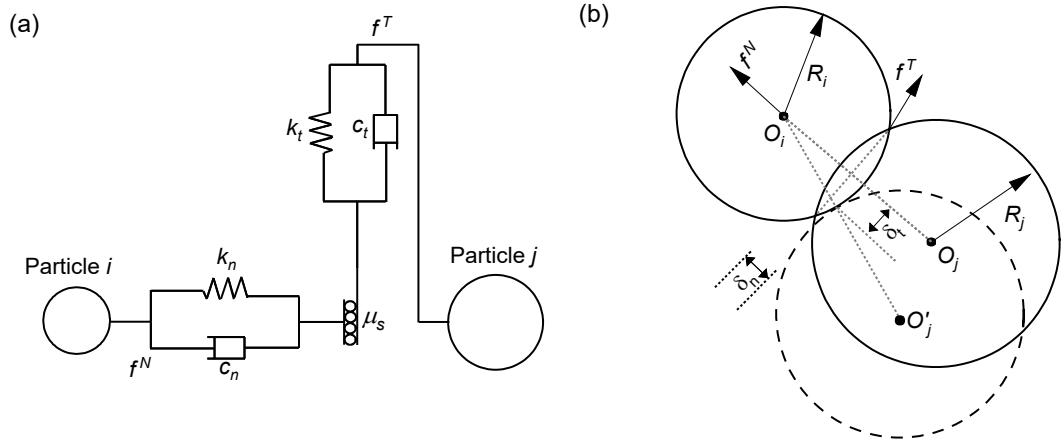 (a)
f^T
k_t
c_t
Particle i
k_n
μ_s
Particle j
f^N
c_n
(b)
f^N
R_i
f^T
O_i
R_j
δ_t
O_j
δ_n
O'_j